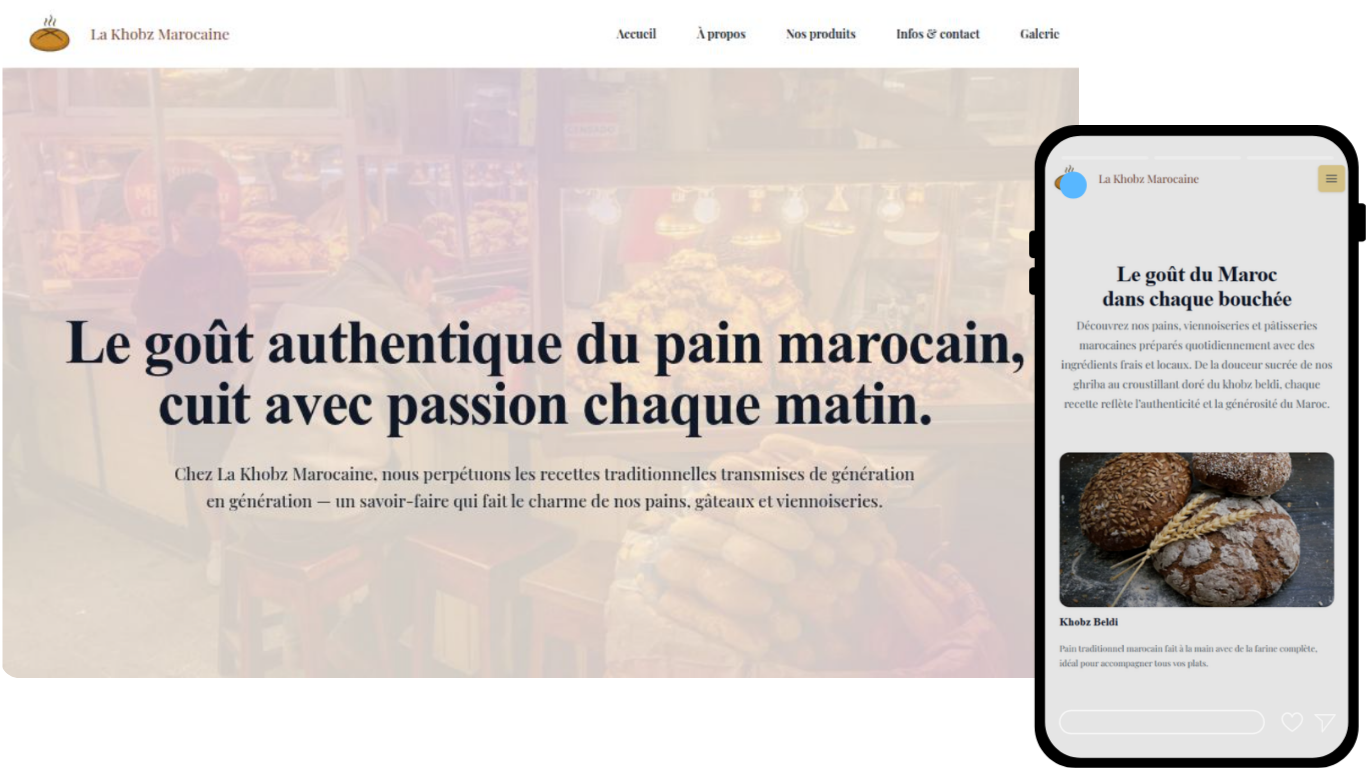 La Khobz Marocaine
Accueil
À propos
Nos produits
Infos & contact
Galerie
Le goût authentique du pain marocain,
cuit avec passion chaque matin.
Chez La Khobz Marocaine, nous perpétuons les recettes traditionnelles transmises de génération
en génération — un savoir-faire qui fait le charme de nos pains, gâteaux et viennoiseries.
La Khobz Marocaine
Le goût du Maroc
dans chaque bouchée
Découvrez nos pains, viennoiseries et pâtisseries
marocaines préparés quotidiennement avec des
ingrédients frais et locaux. De la douceur sucrée de nos
ghriba au croustillant doré du khobz beldi, chaque
recette reflète l'authenticité et la générosité du Maroc.
Khobz Beldi
Pain traditionnel marocain fait à la main avec de la farine complète,
idéal pour accompagner tous vos plats.